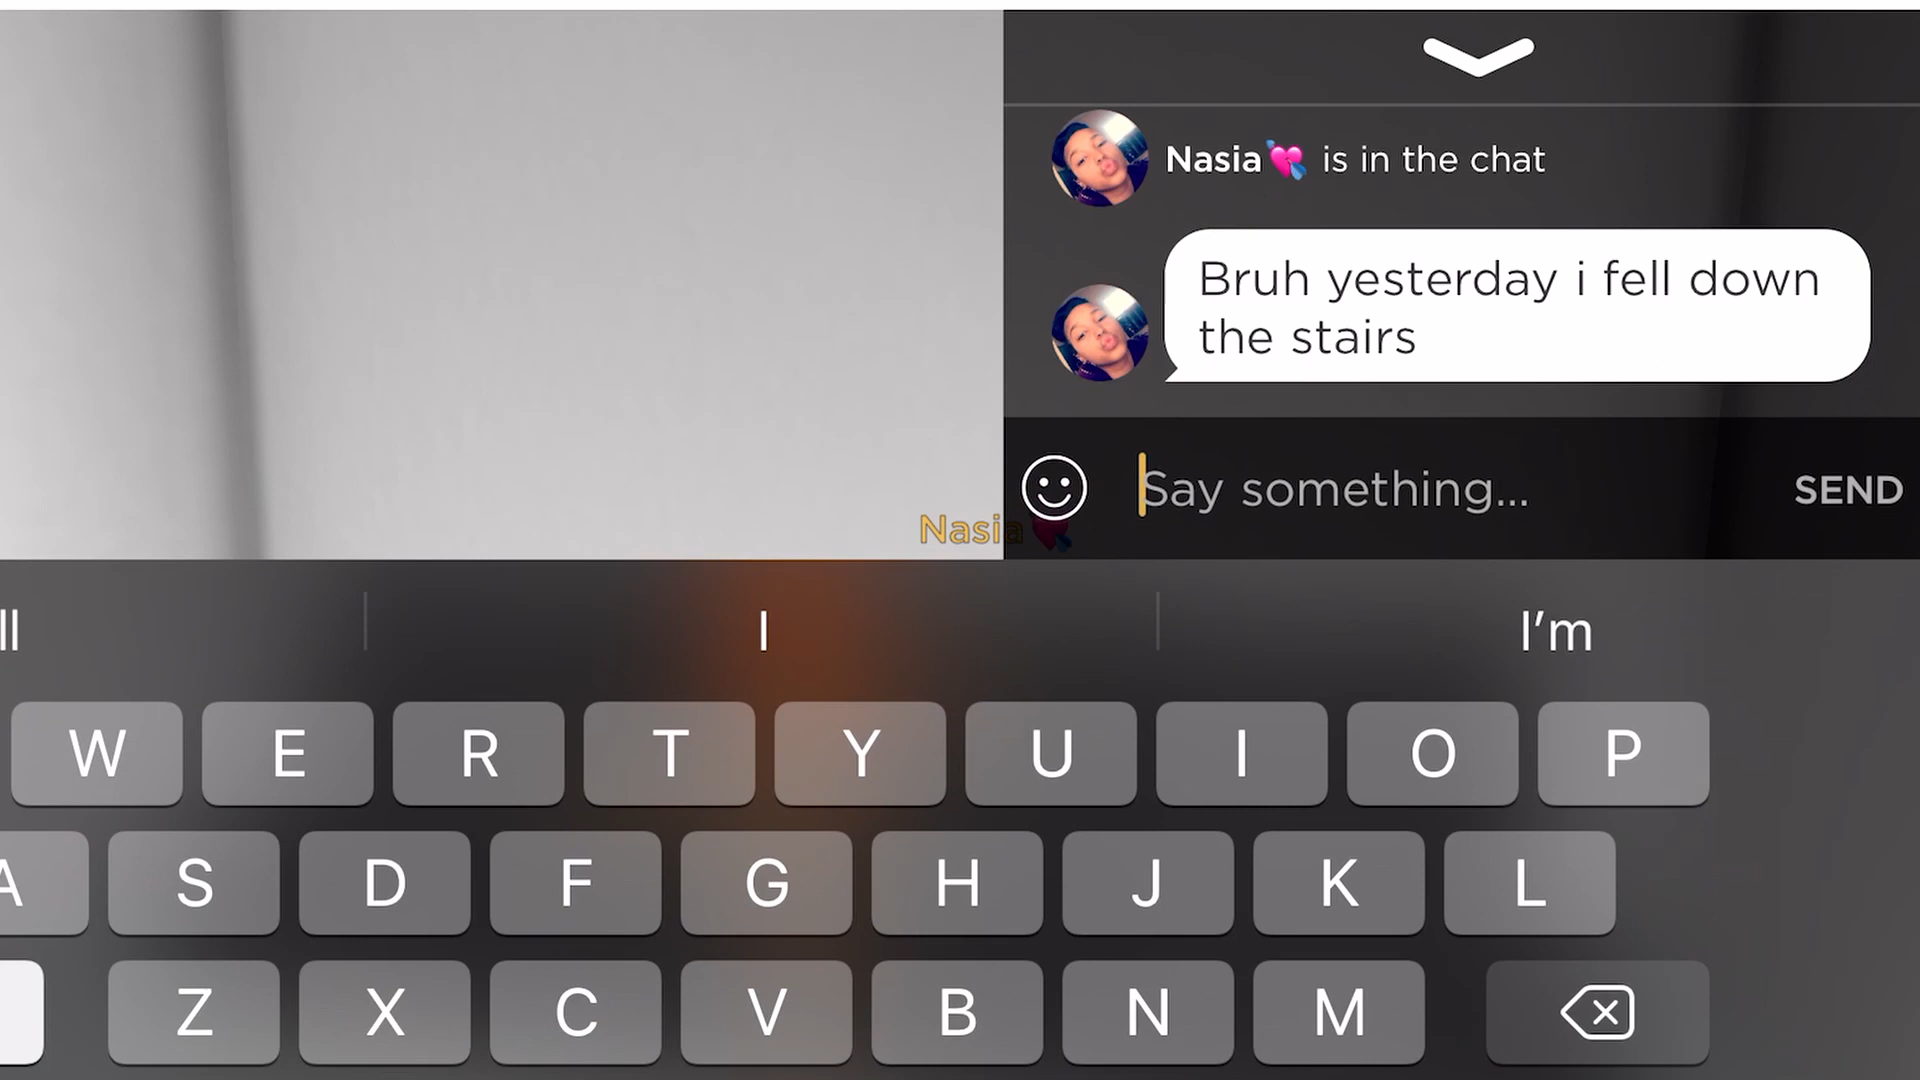 Nasia💘 is in the chat
Bruh yesterday i fell down
the stairs
Say something...
SEND
Nasia
I
I'm
W E R T Y U I O P
A S D F G H J K L
Z X C V B N M